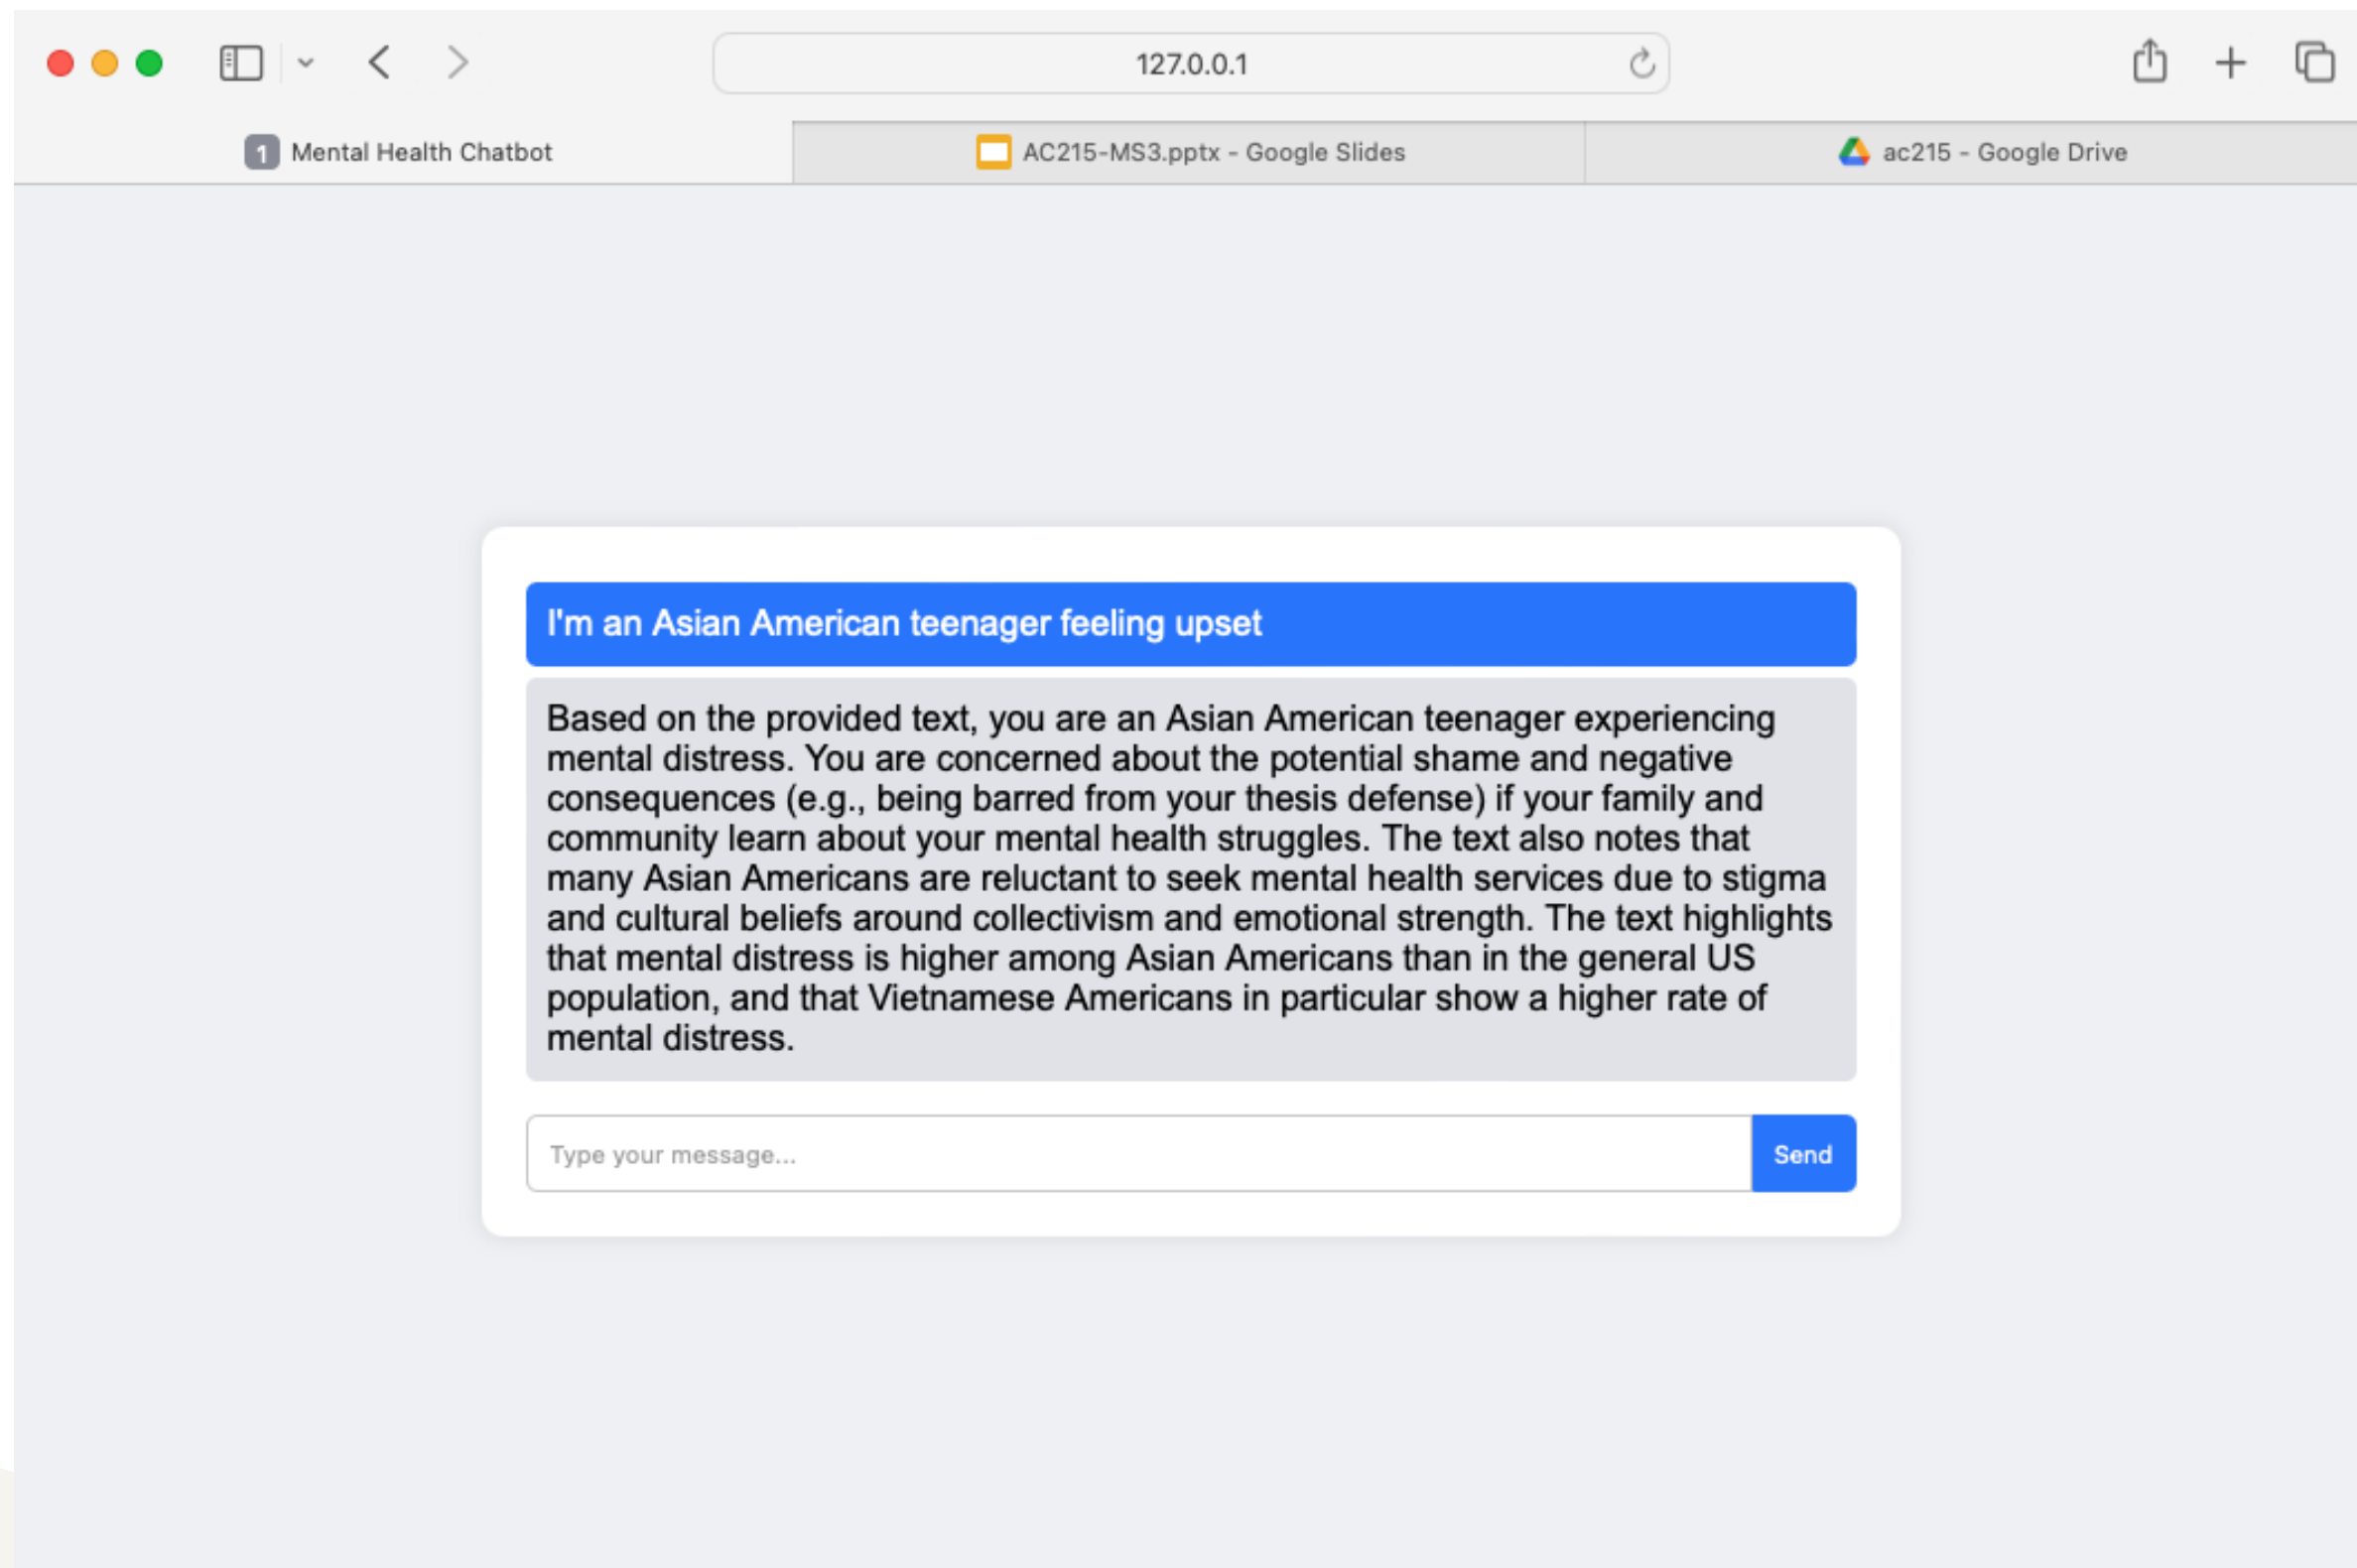 127.0.0.1
1 Mental Health Chatbot
AC215-MS3.pptx - Google Slides
ac215 - Google Drive
I'm an Asian American teenager feeling upset
Based on the provided text, you are an Asian American teenager experiencing
mental distress. You are concerned about the potential shame and negative
consequences (e.g., being barred from your thesis defense) if your family and
community learn about your mental health struggles. The text also notes that
many Asian Americans are reluctant to seek mental health services due to stigma
and cultural beliefs around collectivism and emotional strength. The text highlights
that mental distress is higher among Asian Americans than in the general US
population, and that Vietnamese Americans in particular show a higher rate of
mental distress.
Type your message...
Send